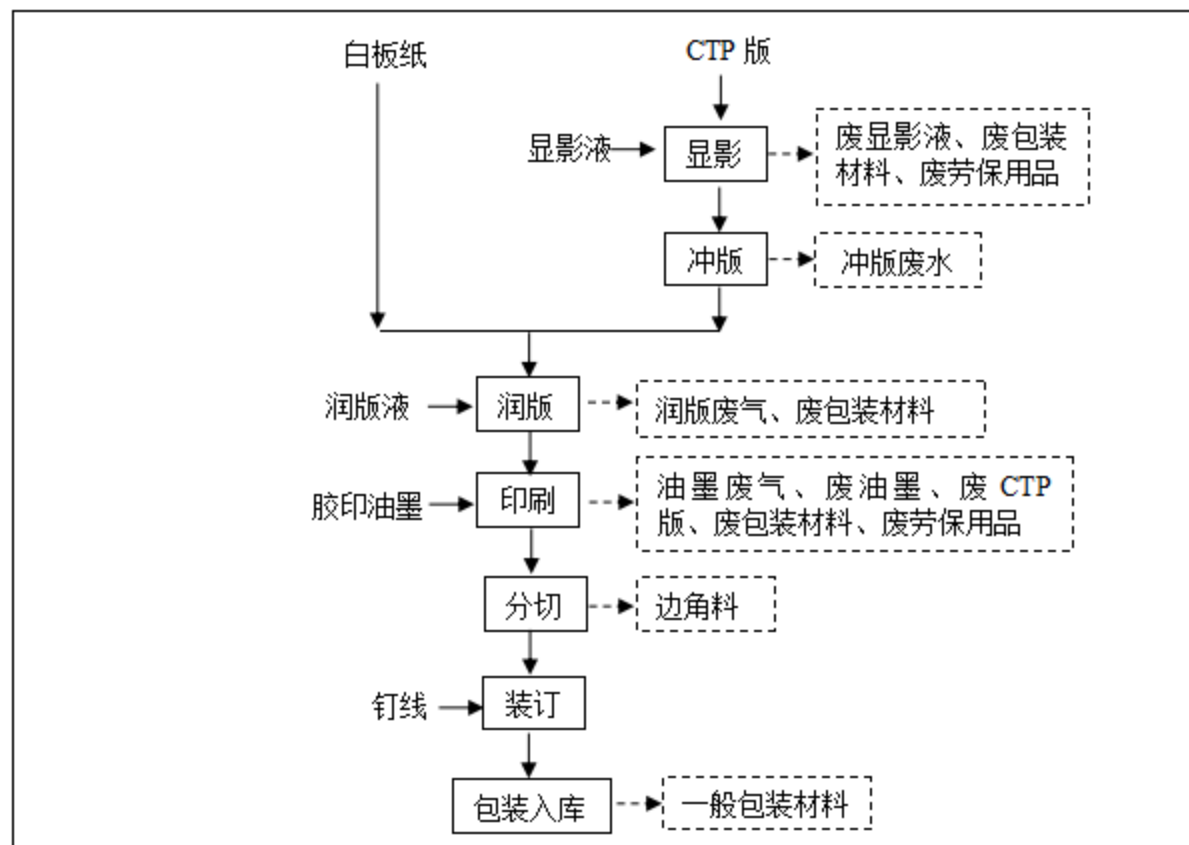 白板纸
CTP 版
显影液
显影
废显影液、废包装
材料、废劳保用品
冲版
冲版废水
润版液
润版
润版废气、废包装材料
胶印油墨
印刷
油墨废气、废油墨、废 CTP
版、废包装材料、废劳保用品
分切
边角料
钉线
装订
包装入库
一般包装材料